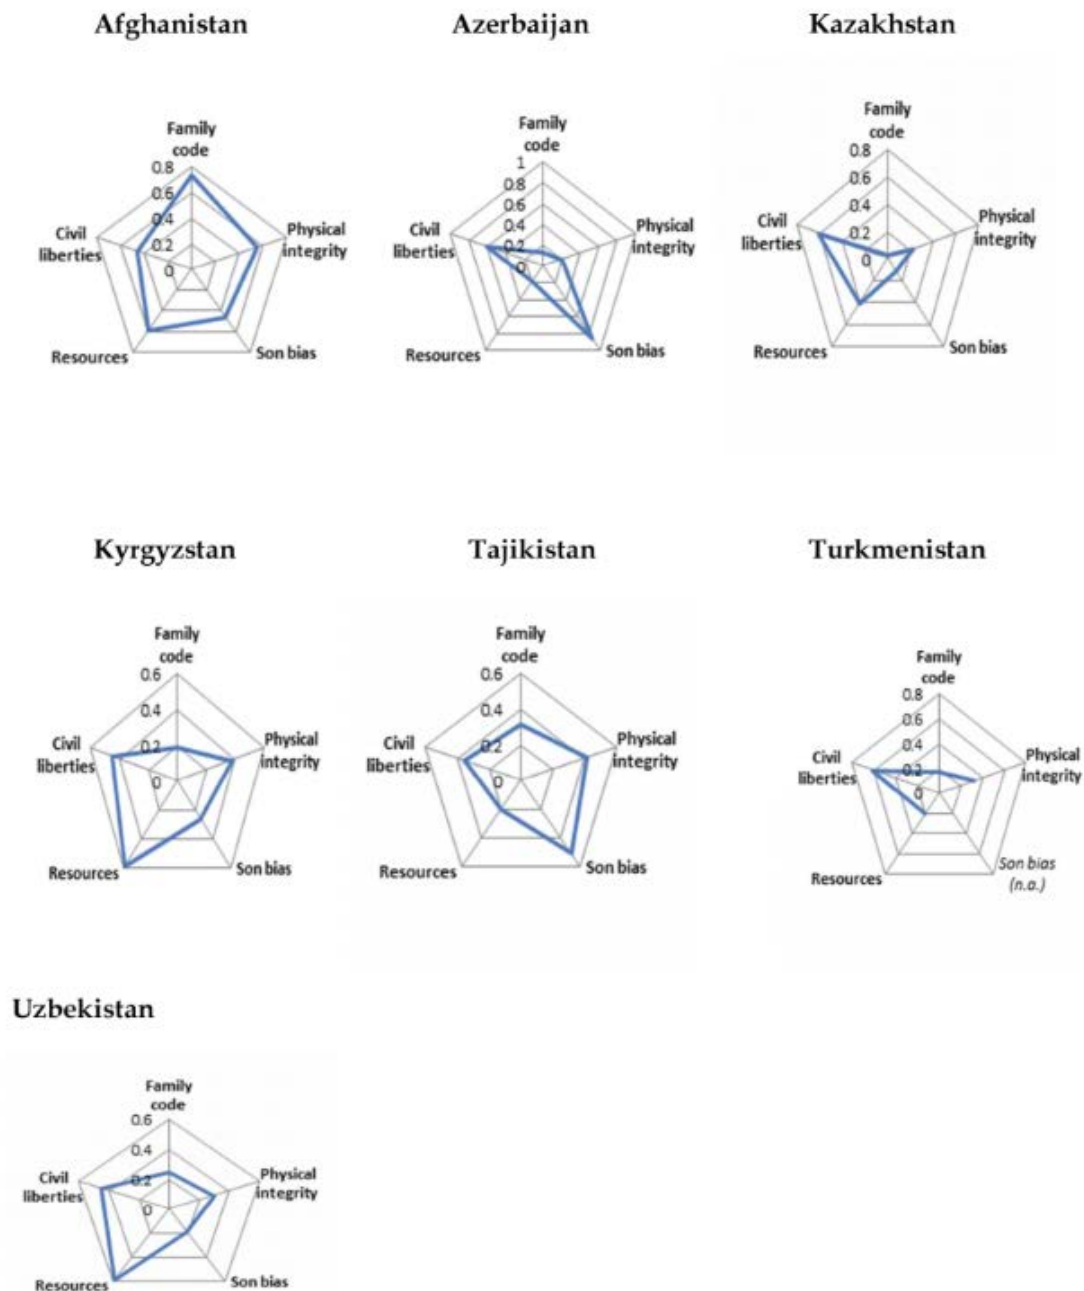 Afghanistan
Azerbaijan
Kazakhstan
Family
code
0.8
0.6
0.4
0.2
0
Civil
liberties
Physical
integrity
Resources
Son bias
Family
code
1
0.8
0.6
0.4
0.2
0
Civil
liberties
Physical
integrity
Resources
Son bias
Family
code
0.8
0.6
0.4
0.2
0
Civil
liberties
Physical
integrity
Resources
Son bias
Kyrgyzstan
Tajikistan
Turkmenistan
Family
code
0.6
0.4
0.2
0
Civil
liberties
Physical
integrity
Resources
Son bias
Family
code
0.6
0.4
0.2
0
Civil
liberties
Physical
integrity
Resources
Son bias
Family
code
0.8
0.6
0.4
0.2
0
Civil
liberties
Physical
integrity
Resources
Son bias
(n.a.)
Uzbekistan
Family
code
0.6
0.4
0.2
0
Civil
liberties
Physical
integrity
Resources
Son bias